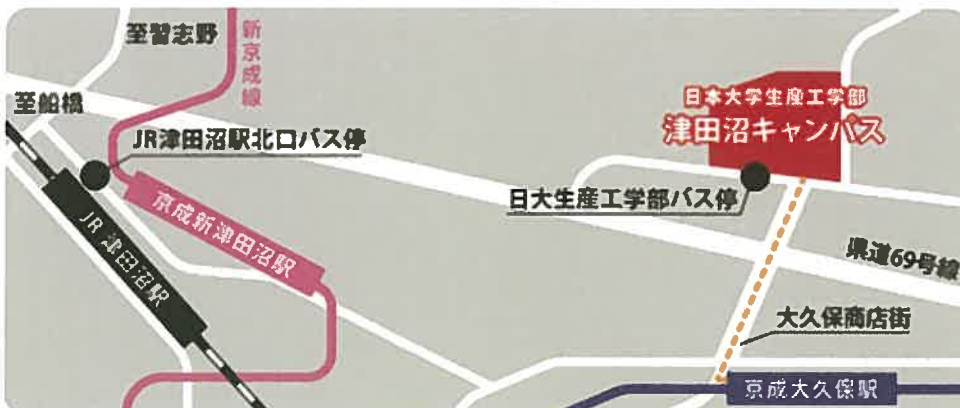 至習志野
新京成線
至船橋
JR津田沼駅北口バス停
京成新津田沼駅
JR 津田沼駅
日本大学生産工学部
津田沼キャンパス
日大生産工学部バス停
県道69号線
大久保商店街
京成大久保駅